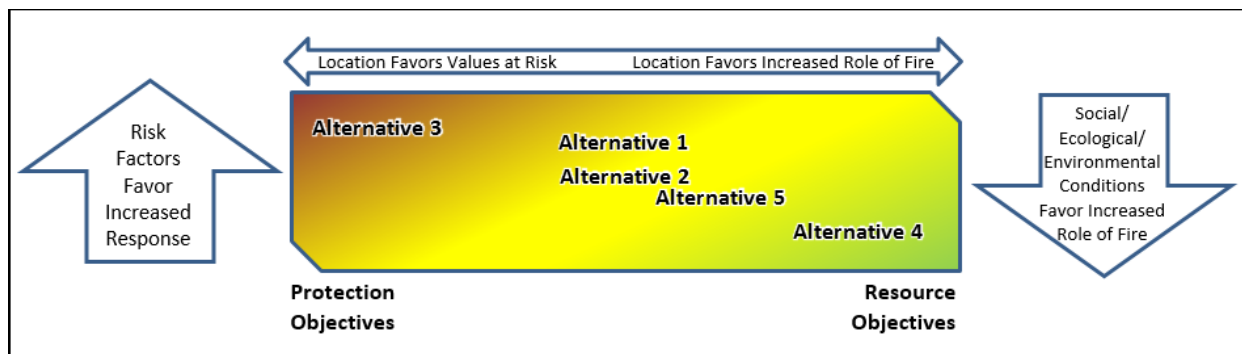 Location Favors Values at Risk
Location Favors Increased Role of Fire
Risk
Factors
Favor
Increased
Response
Alternative 3
Alternative 1
Alternative 2
Alternative 5
Alternative 4
Social/
Ecological/
Environmental
Conditions
Favor Increased
Role of Fire
Protection
Objectives
Resource
Objectives